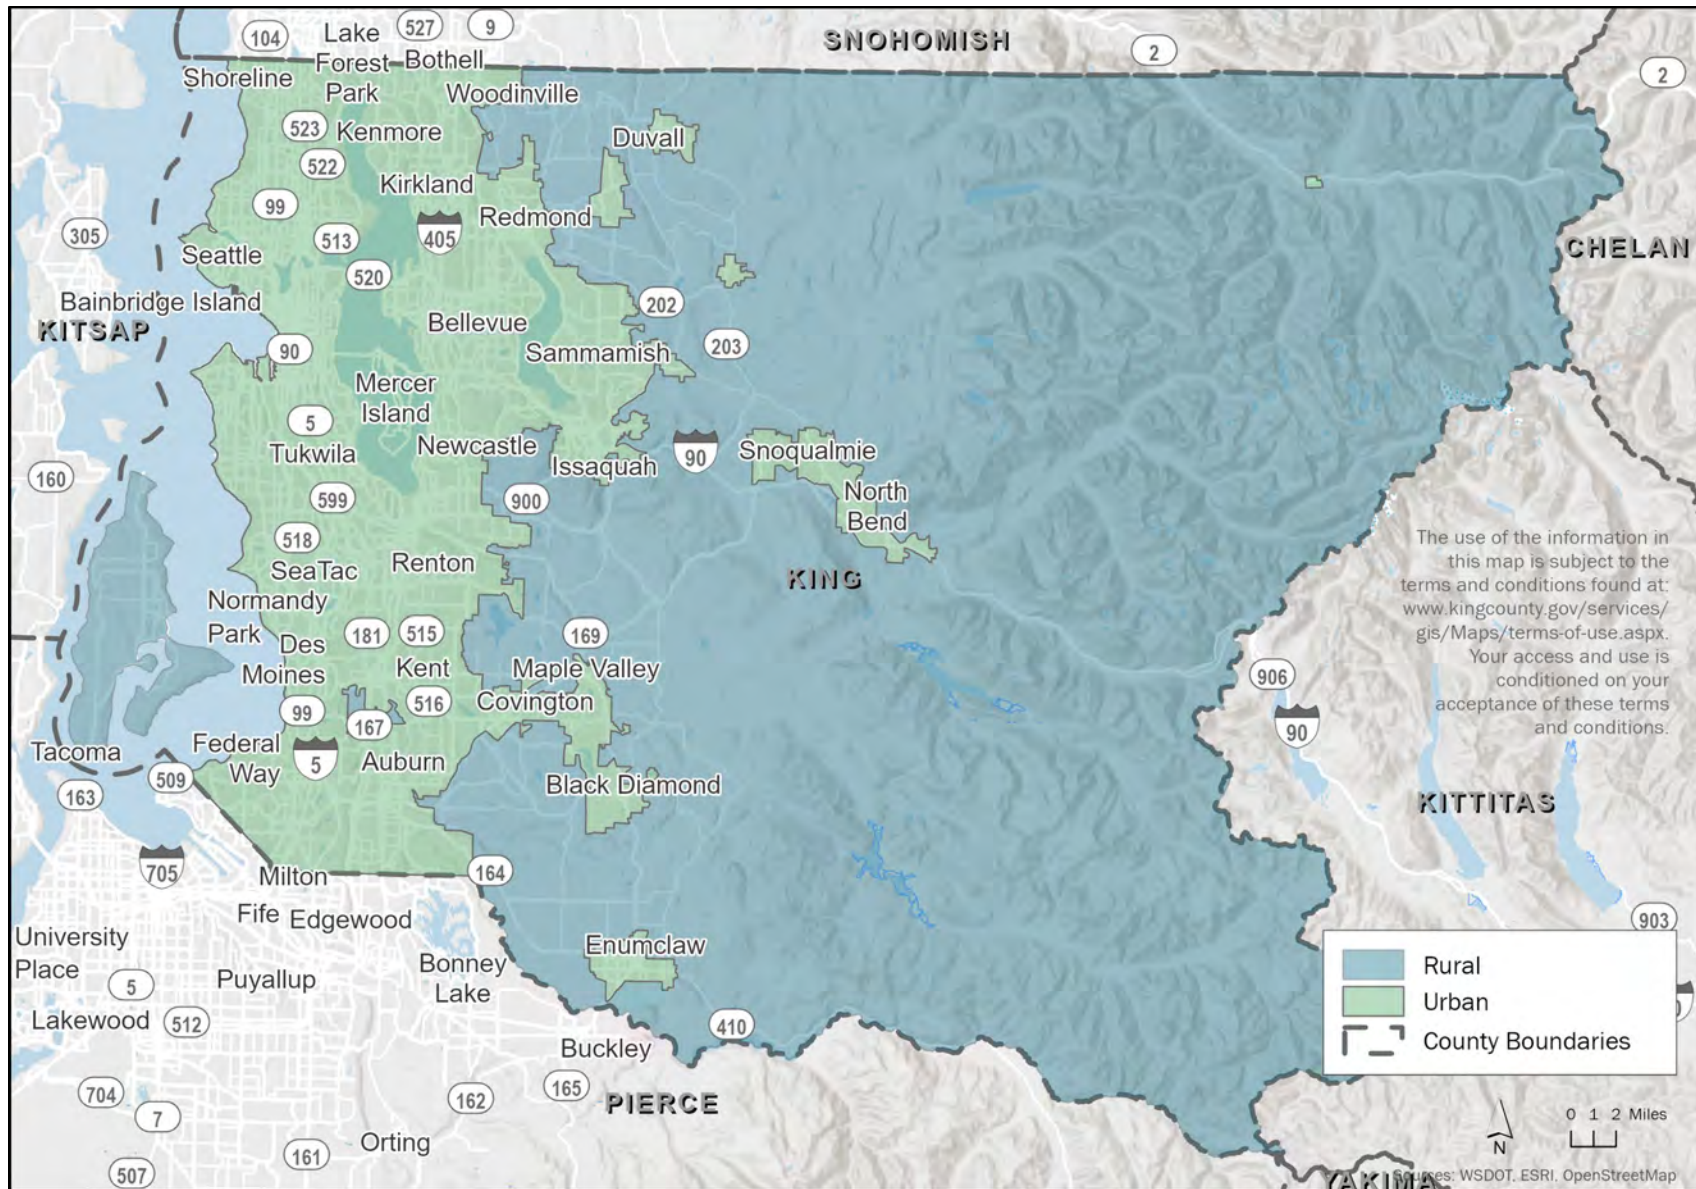 SNOHOMISH
104
Lake
Forest
Park
527
9
Bothell
2
2
Shoreline
Woodinville
523
Kenmore
522
Duvall
Kirkland
99
Redmond
305
513
405
Seattle
520
CHELAN
Bainbridge Island
202
KITSAP
Bellevue
90
203
Sammamish
Mercer
Island
5
Tukwila
Newcastle
Issaquah
90
Snoqualmie
160
599
900
North
Bend
518
SeaTac
Renton
KING
Normandy
Park
181
515
169
Des
Moines
Kent
Maple Valley
99
167
516
Covington
906
90
Tacoma
Federal
Way
5
Auburn
509
163
Black Diamond
KITTITAS
705
Milton
164
Fife
Edgewood
903
University
Place
Enumclaw
5
Puyallup
Bonney
Lake
Lakewood
512
410
Buckley
704
7
162
165
PIERCE
161
Orting
507
YAKIMA
The use of the information in
this map is subject to the
terms and conditions found at:
www.kingcounty.gov/services/
gis/Maps/terms-of-use.aspx.
Your access and use is
conditioned on your
acceptance of these terms
and conditions.
Rural
Urban
County Boundaries
0 1 2 Miles
N
Sources: WSDOT, ESRI, OpenStreetMap